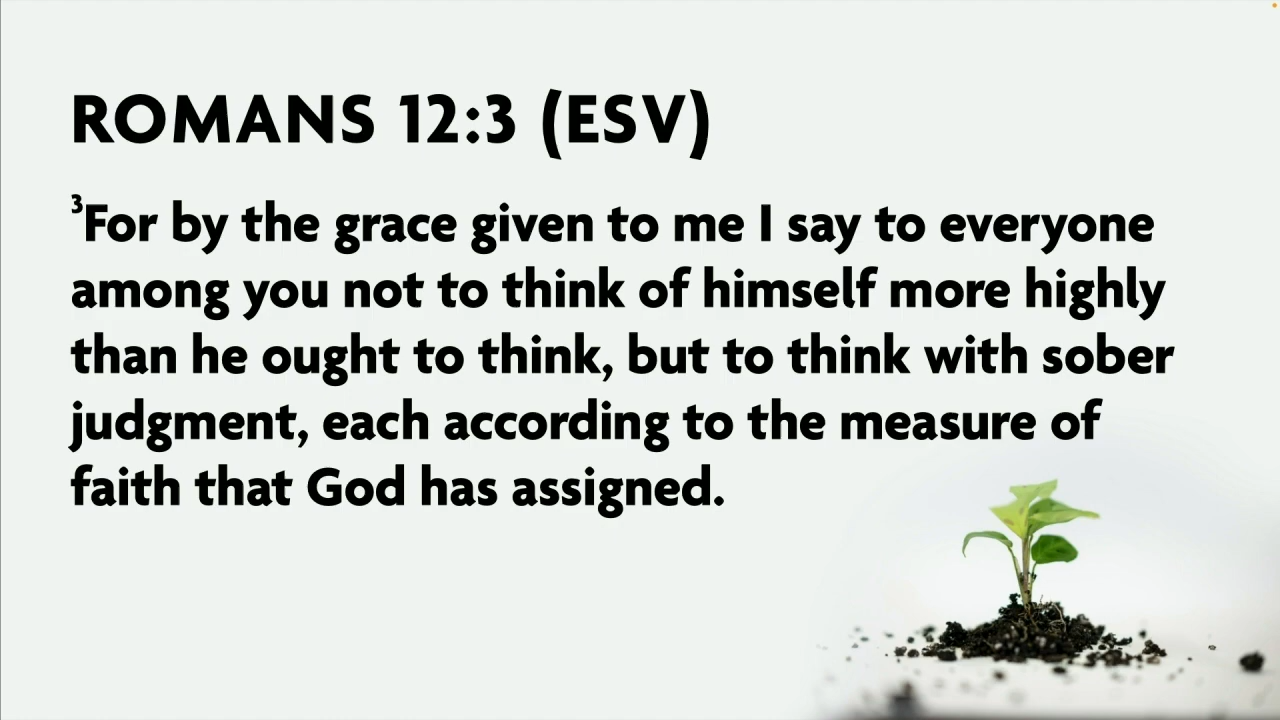 ROMANS 12:3 (ESV)
³For by the grace given to me I say to everyone
among you not to think of himself more highly
than he ought to think, but to think with sober
judgment, each according to the measure of
faith that God has assigned.